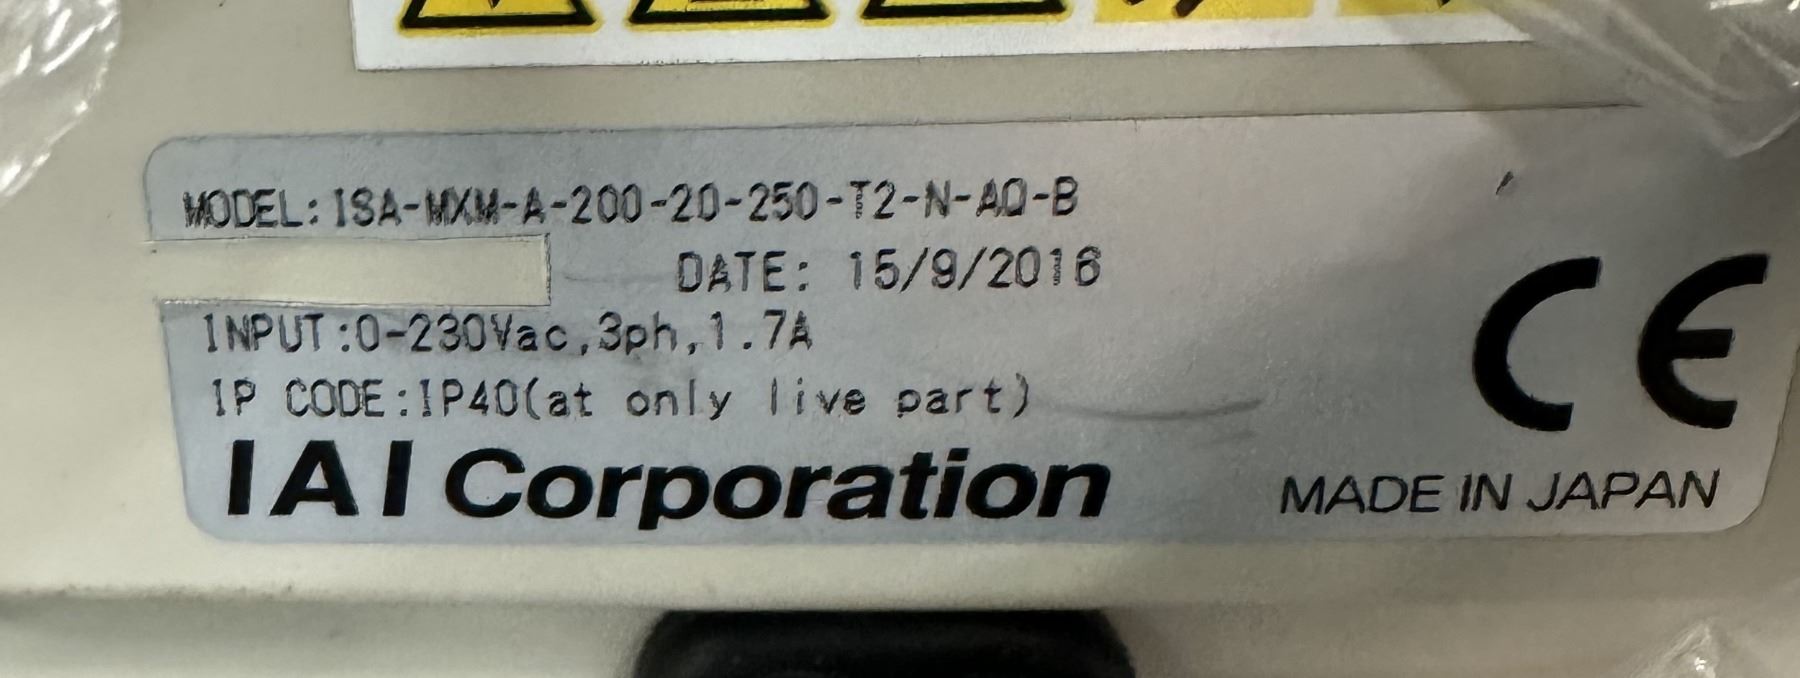 MODEL:ISA-MXM-A-200-20-250-T2-N-AQ-B
DATE: 15/9/2016
INPUT:0-230Vac,3ph,1.7A
IP CODE:IP40(at only live part)
IAI Corporation
CE
MADE IN JAPAN